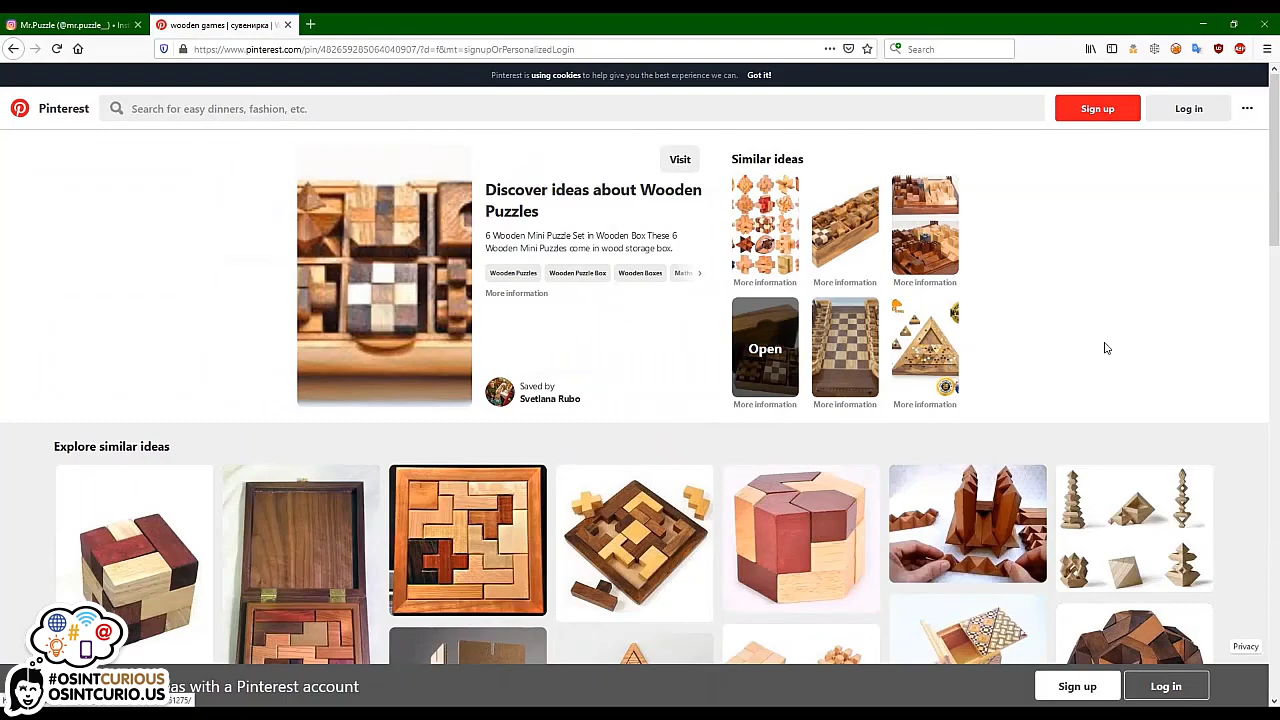 Mr.Puzzle (@mr.puzzle__) • Inst
wooden games | сувенирка | W
https://www.pinterest.com/pin/482659285064040907/?d=f&mt=signupOrPersonalizedLogin
Search
Pinterest is using cookies to help give you the best experience we can. Got it!
Pinterest
Search for easy dinners, fashion, etc.
Sign up
Log in
Visit
Similar ideas
Discover ideas about Wooden
Puzzles
6 Wooden Mini Puzzle Set in Wooden Box These 6
Wooden Mini Puzzles come in wood storage box.
Wooden Puzzles Wooden Puzzle Box Wooden Boxes Maths
More information
More information More information More information
Open
Saved by
Svetlana Rubo
More information More information More information
Explore similar ideas
Privacy
#OSINTCURIOUS
OSINTCURIO.US
as with a Pinterest account
Sign up
Log in